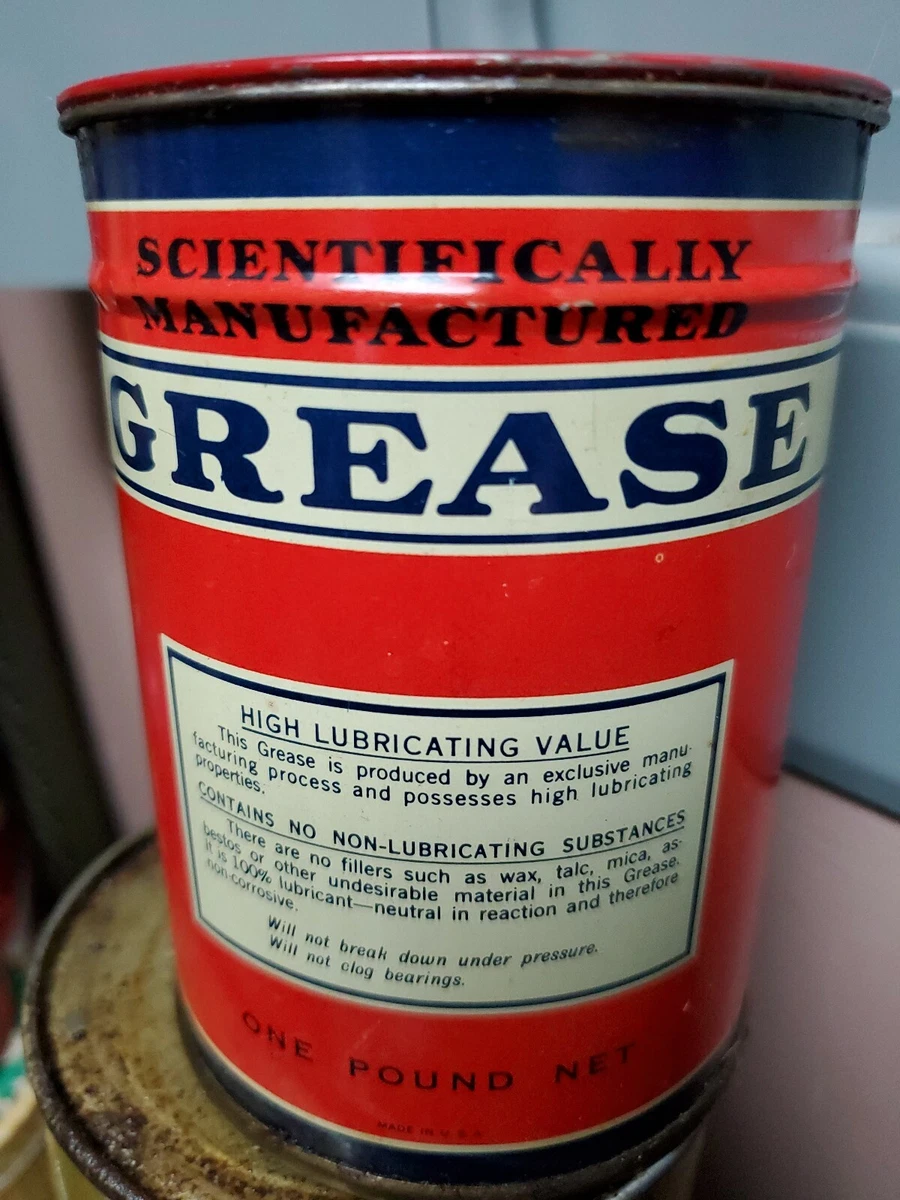 SCIENTIFICALLY
MANUFACTURED
GREASE
HIGH LUBRICATING VALUE
This Grease is produced by an exclusive manu-
facturing process and possesses high lubricating
properties.
CONTAINS NO NON-LUBRICATING SUBSTANCES
There are no fillers such as wax, talc, mica, as-
bestos or other undesirable material in this Grease.
It is 100% lubricant—neutral in reaction and therefore
non-corrosive.
Will not break down under pressure.
Will not clog bearings.
ONE POUND NET
MADE IN U.S.A.